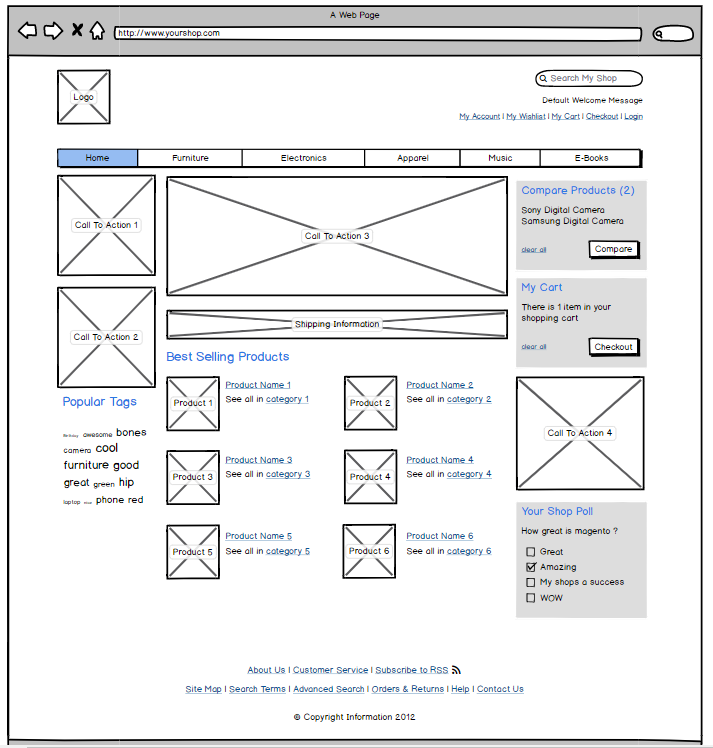 A Web Page
http://www.yourshop.com
Logo
Search My Shop
Default Welcome Message
My Account | My Wishlist | My Cart | Checkout | Login
Home Furniture Electronics Apparel Music E-Books
Call To Action 1
Call To Action 2
Popular Tags
Birthday awesome bones
camera cool
furniture good
great green hip
laptop phone red
Call To Action 3
Shipping Information
Best Selling Products
Product 1
Product Name 1
See all in category 1
Product 2
Product Name 2
See all in category 2
Product 3
Product Name 3
See all in category 3
Product 4
Product Name 4
See all in category 4
Product 5
Product Name 5
See all in category 5
Product 6
Product Name 6
See all in category 6
Compare Products (2)
Sony Digital Camera
Samsung Digital Camera
clear all
Compare
My Cart
There is 1 item in your
shopping cart
clear all
Checkout
Call To Action 4
Your Shop Poll
How great is magento ?
Great
Amazing
My shops a success
WOW
About Us | Customer Service | Subscribe to RSS
Site Map | Search Terms | Advanced Search | Orders & Returns | Help | Contact Us
© Copyright Information 2012